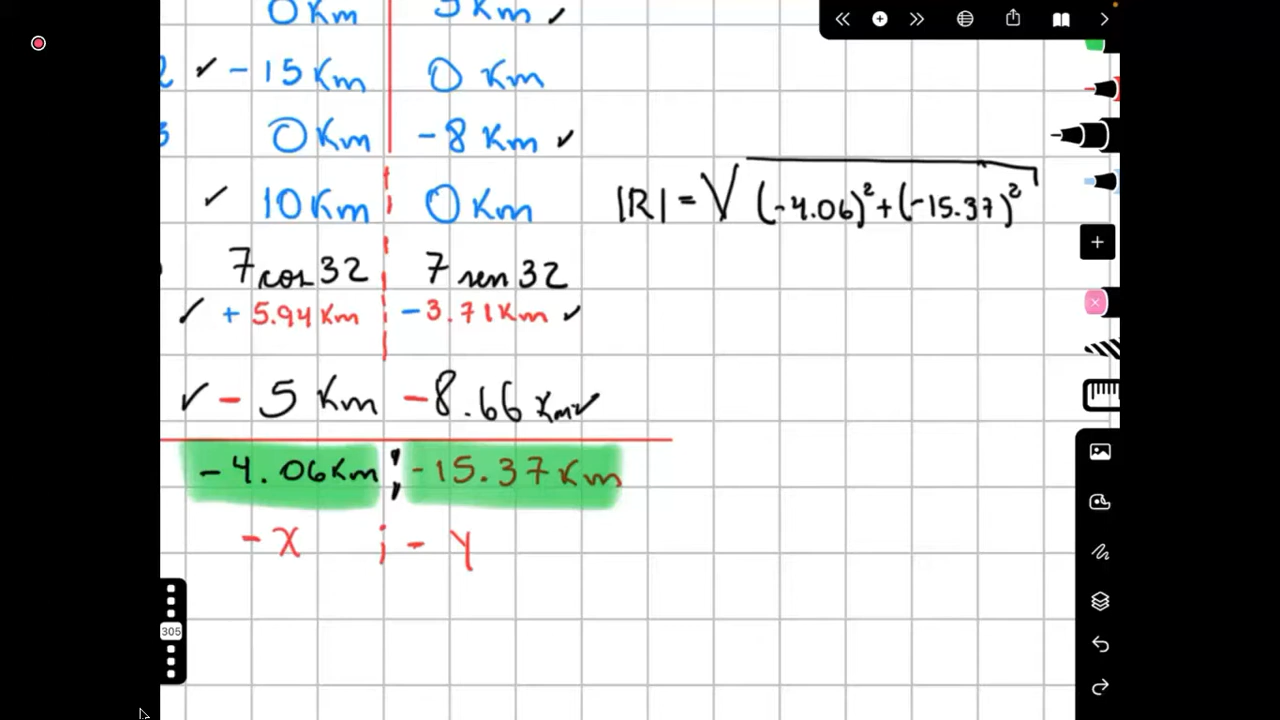 0 Km 5 Km ✓
2 ✓ - 15 Km 0 Km
3 0 Km - 8 Km ✓
✓ 10 Km 0 Km
|R| = √(-4.06)² + (-15.37)²
7 cos 32 7 sen 32
✓ + 5.94 Km - 3.71 Km ✓
✓ - 5 Km - 8.66 Km ✓
- 4.06 Km ; - 15.37 Km
- X ; - Y
305